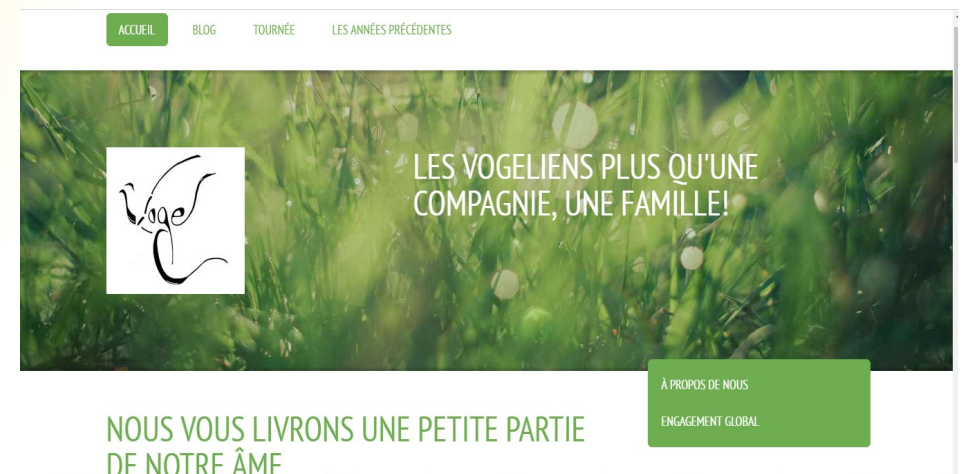 ACCUEIL BLOG TOURNÉE LES ANNÉES PRÉCÉDENTES
Vogel
LES VOGELIENS PLUS QU'UNE
COMPAGNIE, UNE FAMILLE!
À PROPOS DE NOUS
ENGAGEMENT GLOBAL
NOUS VOUS LIVRONS UNE PETITE PARTIE
DE NOTRE ÂME